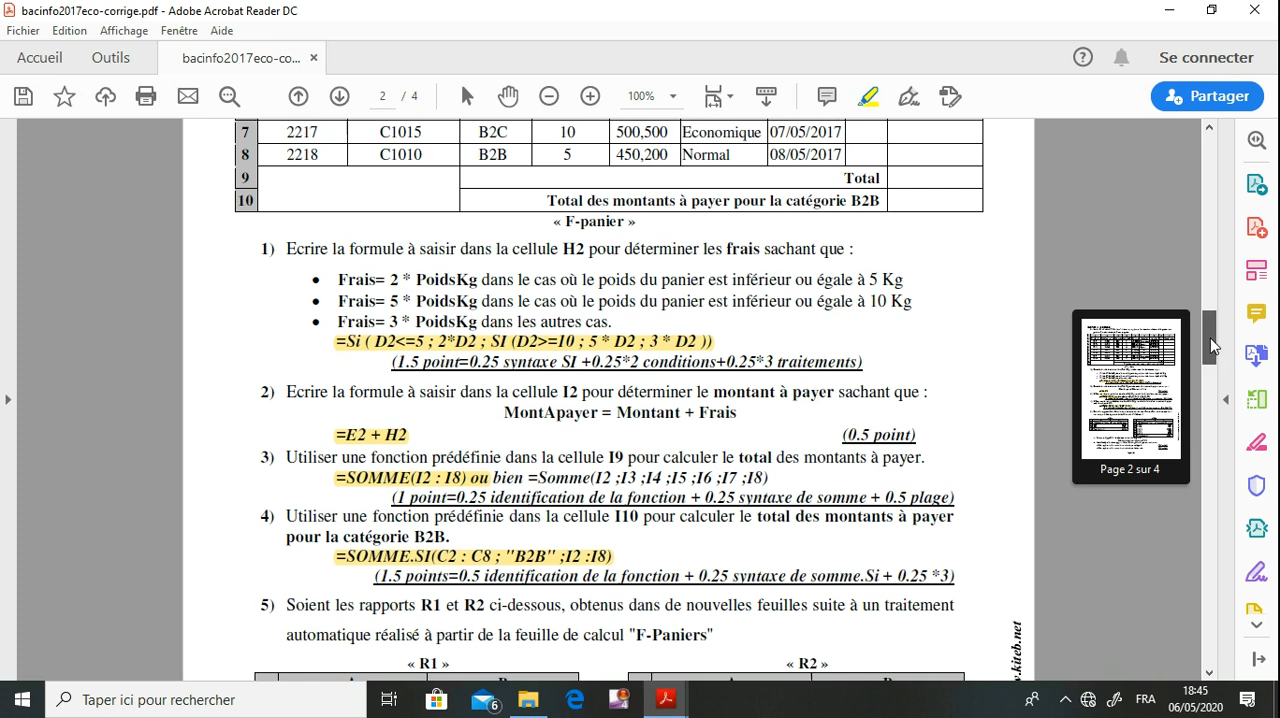 bacinfo2017eco-corrige.pdf - Adobe Acrobat Reader DC
Fichier Edition Affichage Fenêtre Aide
Accueil Outils bacinfo2017eco-co... × Se connecter
2 / 4 100% Partager
7 2217 C1015 B2C 10 500,500 Economique 07/05/2017
8 2218 C1010 B2B 5 450,200 Normal 08/05/2017
9 Total
10 Total des montants à payer pour la catégorie B2B
« F-panier »
1) Ecrire la formule à saisir dans la cellule H2 pour déterminer les frais sachant que :
• Frais= 2 * PoidsKg dans le cas où le poids du panier est inférieur ou égale à 5 Kg
• Frais= 5 * PoidsKg dans le cas où le poids du panier est inférieur ou égale à 10 Kg
• Frais= 3 * PoidsKg dans les autres cas.
=Si ( D2<=5 ; 2*D2 ; SI (D2>=10 ; 5 * D2 ; 3 * D2 ))
(1.5 point=0.25 syntaxe SI +0.25*2 conditions+0.25*3 traitements)
2) Ecrire la formule à saisir dans la cellule I2 pour déterminer le montant à payer sachant que :
MontApayer = Montant + Frais
=E2 + H2 (0.5 point)
3) Utiliser une fonction prédéfinie dans la cellule I9 pour calculer le total des montants à payer.
=SOMME(I2 : I8) ou bien =Somme(I2 ;I3 ;I4 ;I5 ;I6 ;I7 ;I8)
(1 point=0.25 identification de la fonction + 0.25 syntaxe de somme + 0.5 plage)
4) Utiliser une fonction prédéfinie dans la cellule I10 pour calculer le total des montants à payer
pour la catégorie B2B.
=SOMME.SI(C2 : C8 ; "B2B" ;I2 :I8)
(1.5 points=0.5 identification de la fonction + 0.25 syntaxe de somme.Si + 0.25 *3)
5) Soient les rapports R1 et R2 ci-dessous, obtenus dans de nouvelles feuilles suite à un traitement
automatique réalisé à partir de la feuille de calcul "F-Paniers"
« R1 » « R2 »
w.kiteb.net
Page 2 sur 4
Taper ici pour rechercher
6
FRA
18:45
06/05/2020